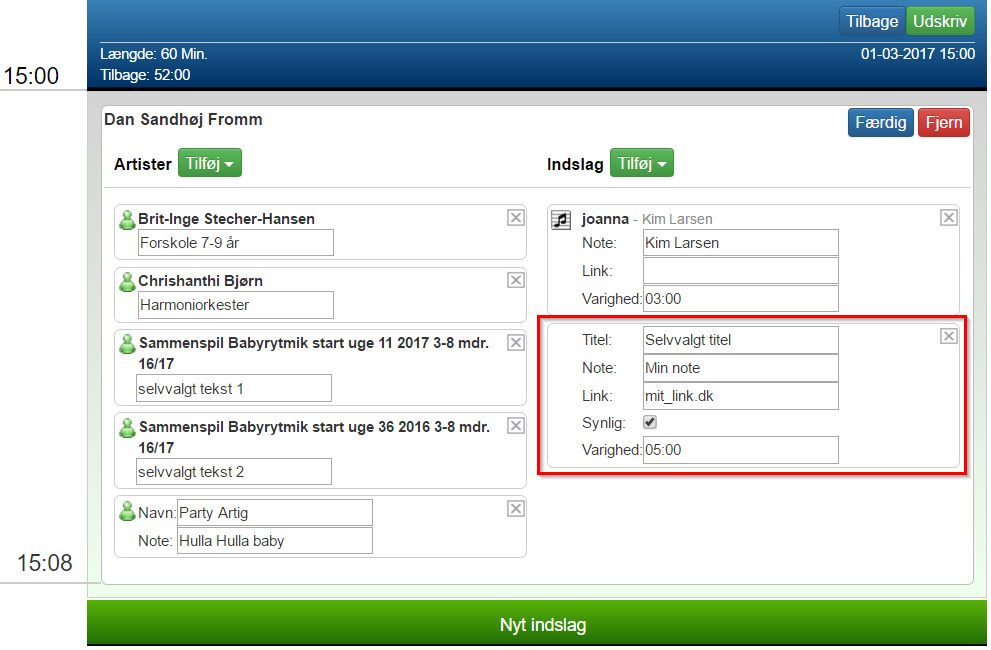 Tilbage Udskriv
Længde: 60 Min. 01-03-2017 15:00
15:00
Tilbage: 52:00
Dan Sandhøj Fromm
Færdig Fjern
Artister Tilføj
Indslag Tilføj
Brit-Inge Stecher-Hansen
Forskole 7-9 år
Chrishanthi Bjørn
Harmoniorkester
Sammenspil Babyrytmik start uge 11 2017 3-8 mdr.
16/17
selvvalgt tekst 1
Sammenspil Babyrytmik start uge 36 2016 3-8 mdr.
16/17
selvvalgt tekst 2
Navn: Party Artig
Note: Hulla Hulla baby
joanna - Kim Larsen
Note: Kim Larsen
Link:
Varighed: 03:00
Titel: Selvvalgt titel
Note: Min note
Link: mit_link.dk
Synlig:
Varighed: 05:00
15:08
Nyt indslag